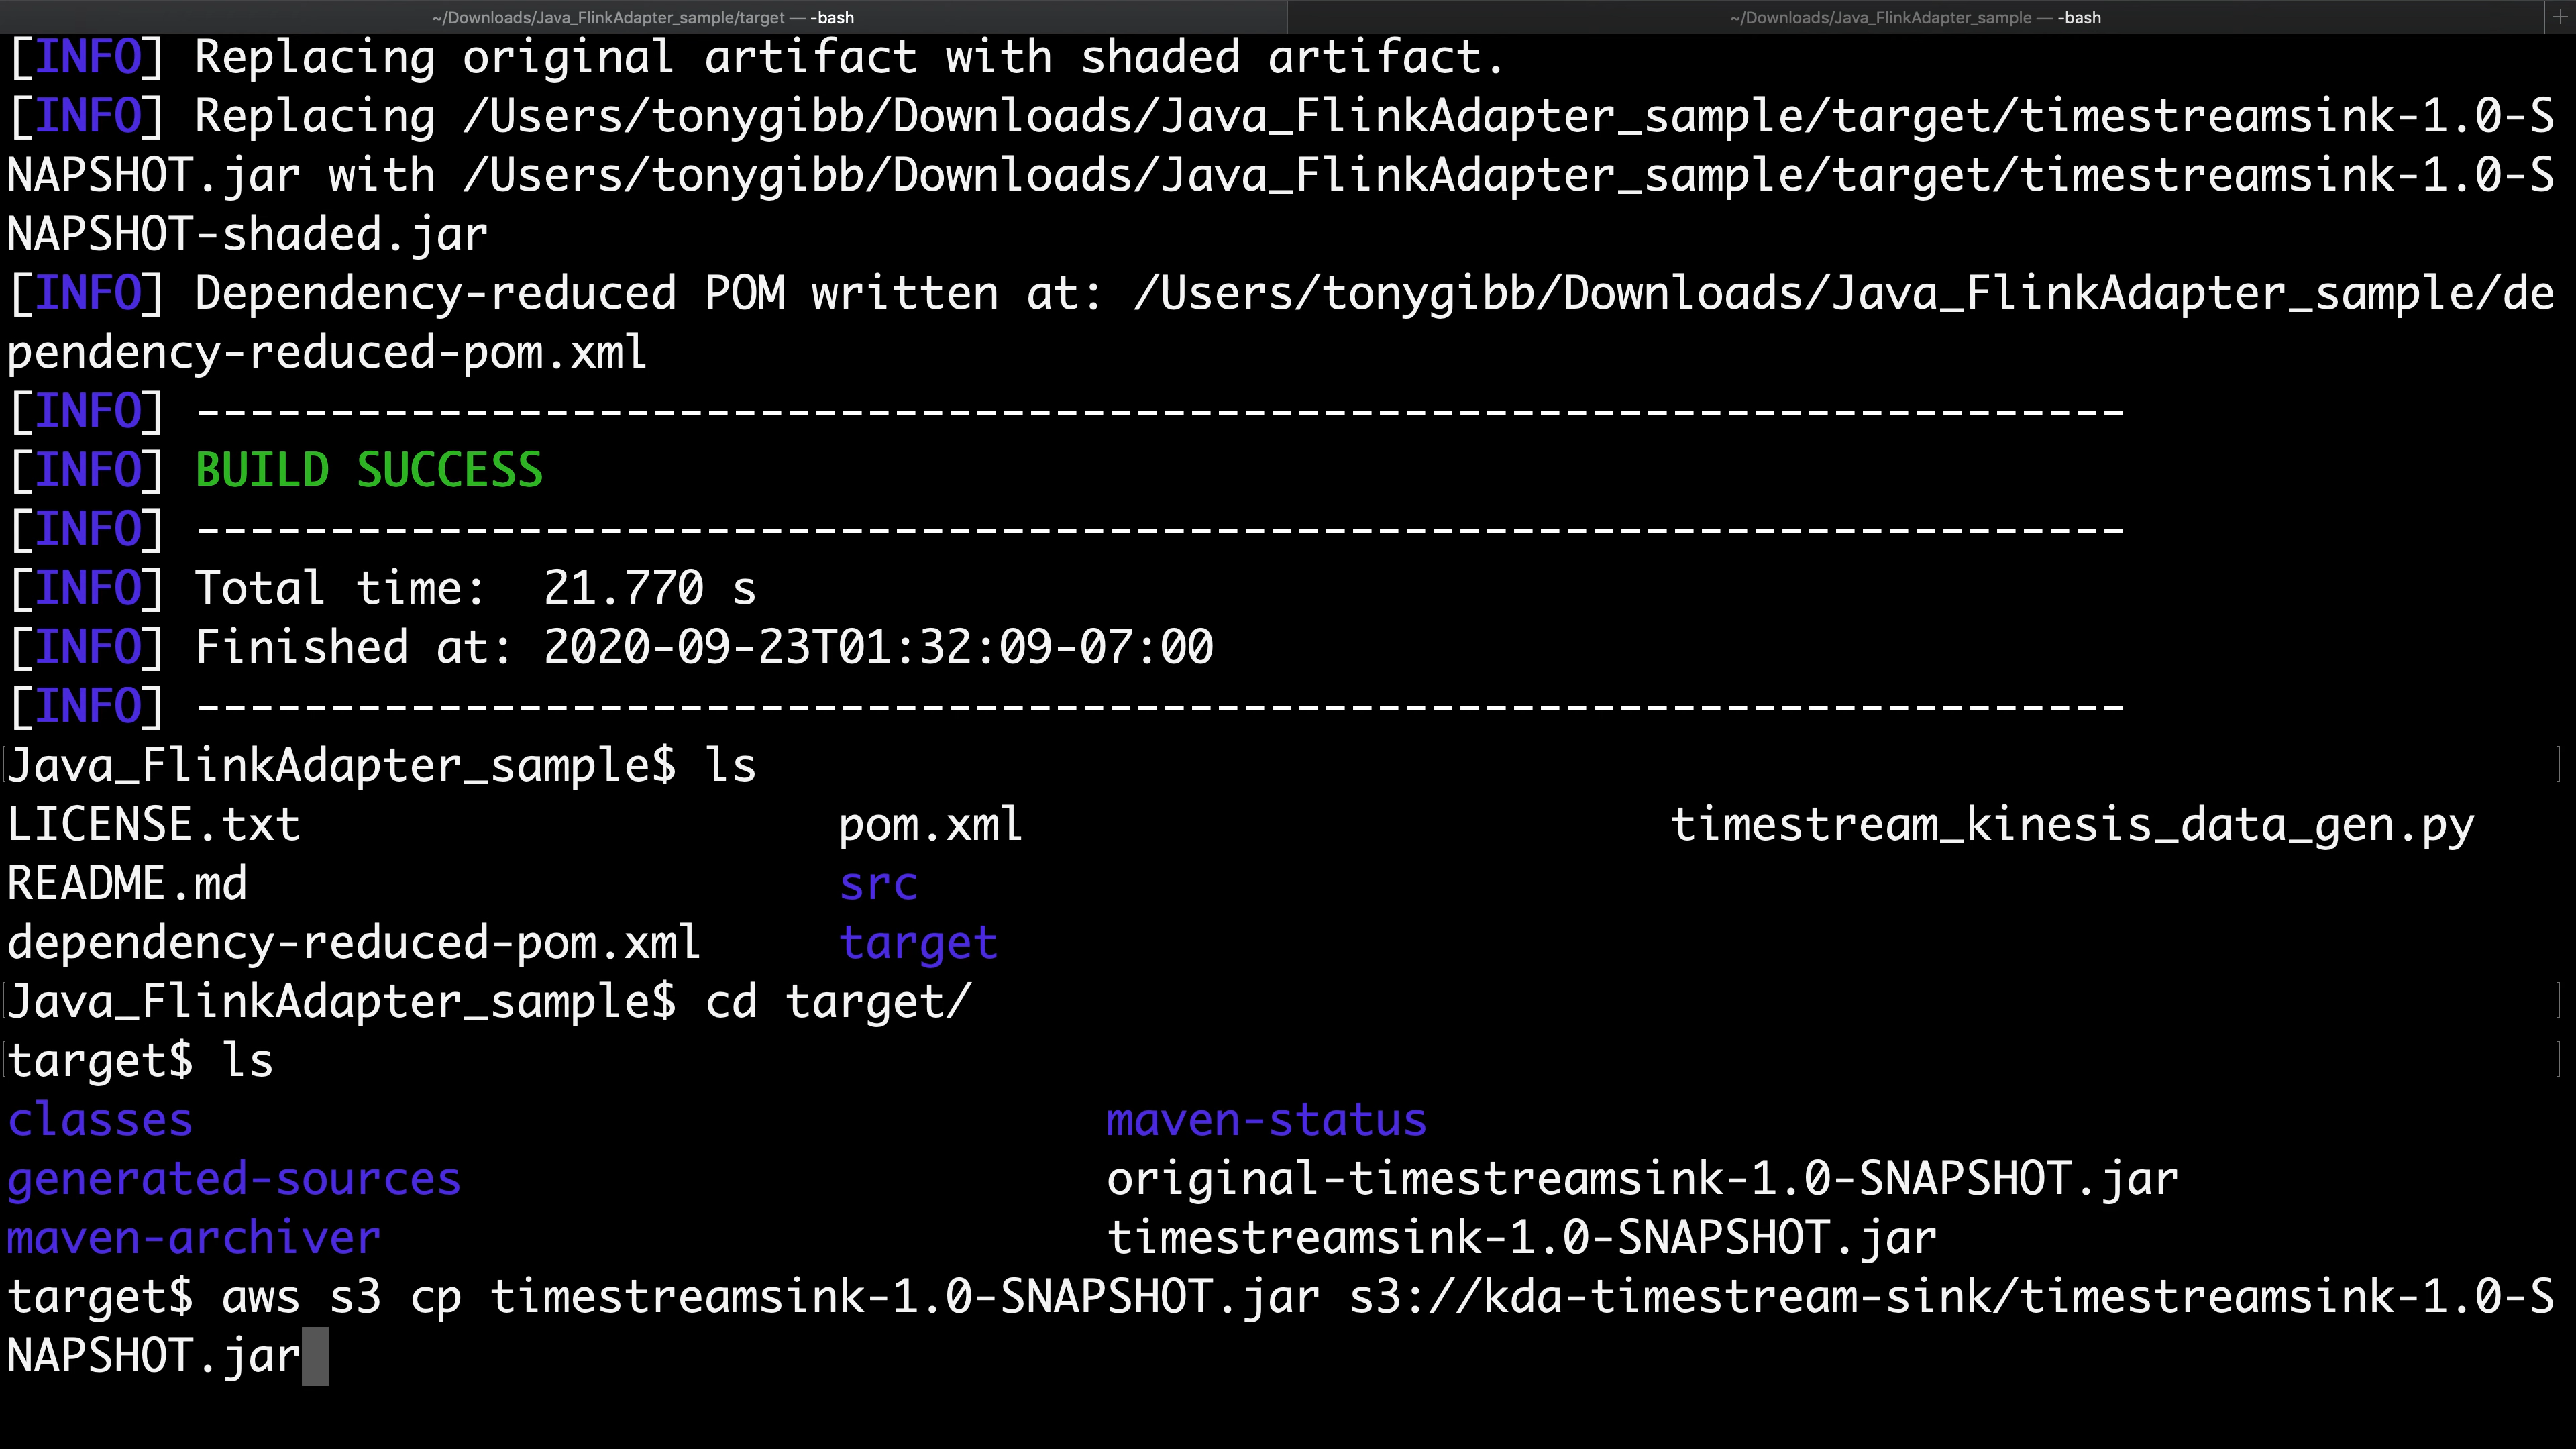 ~/Downloads/Java_FlinkAdapter_sample/target — -bash
~/Downloads/Java_FlinkAdapter_sample — -bash
[INFO] Replacing original artifact with shaded artifact.
[INFO] Replacing /Users/tonygibb/Downloads/Java_FlinkAdapter_sample/target/timestreamsink-1.0-S
NAPSHOT.jar with /Users/tonygibb/Downloads/Java_FlinkAdapter_sample/target/timestreamsink-1.0-S
NAPSHOT-shaded.jar
[INFO] Dependency-reduced POM written at: /Users/tonygibb/Downloads/Java_FlinkAdapter_sample/de
pendency-reduced-pom.xml
[INFO] ------------------------------------------------------------------------
[INFO] BUILD SUCCESS
[INFO] ------------------------------------------------------------------------
[INFO] Total time:  21.770 s
[INFO] Finished at: 2020-09-23T01:32:09-07:00
[INFO] ------------------------------------------------------------------------
Java_FlinkAdapter_sample$ ls
LICENSE.txt pom.xml timestream_kinesis_data_gen.py
README.md src
dependency-reduced-pom.xml target
Java_FlinkAdapter_sample$ cd target/
target$ ls
classes maven-status
generated-sources original-timestreamsink-1.0-SNAPSHOT.jar
maven-archiver timestreamsink-1.0-SNAPSHOT.jar
target$ aws s3 cp timestreamsink-1.0-SNAPSHOT.jar s3://kda-timestream-sink/timestreamsink-1.0-S
NAPSHOT.jar